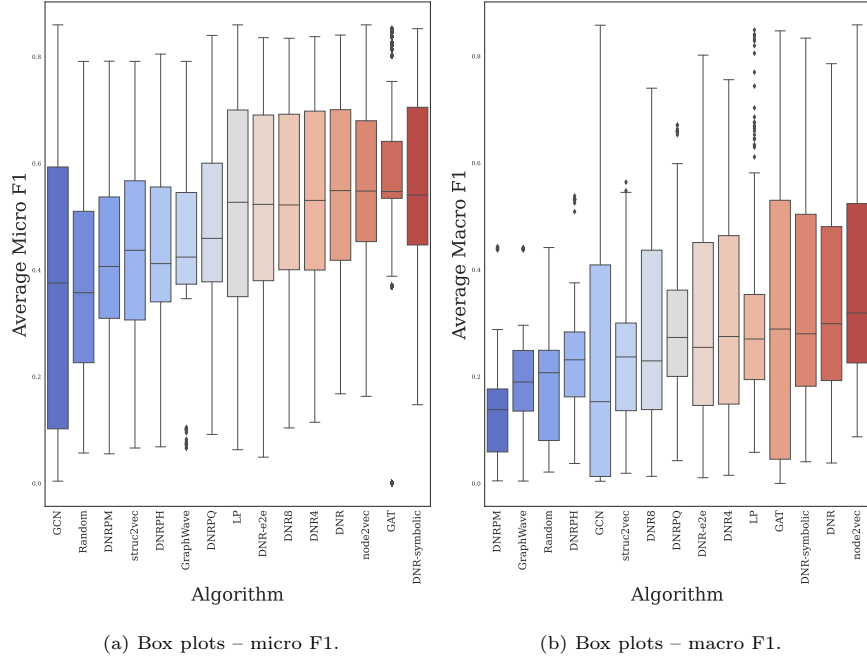 0.8
0.6
0.4
0.2
0.0
Average Micro F1
GCN
Random
DNRPM
struc2vec
DNRPH
GraphWave
DNRPQ
LP
DNR-e2e
DNR8
DNR4
DNR
node2vec
GAT
DNR-symbolic
Algorithm
(a) Box plots – micro F1.
0.8
0.6
0.4
0.2
0.0
Average Macro F1
DNRPM
GraphWave
Random
DNRPH
GCN
struc2vec
DNR8
DNRPQ
DNR-e2e
DNR4
LP
GAT
DNR-symbolic
DNR
node2vec
Algorithm
(b) Box plots – macro F1.